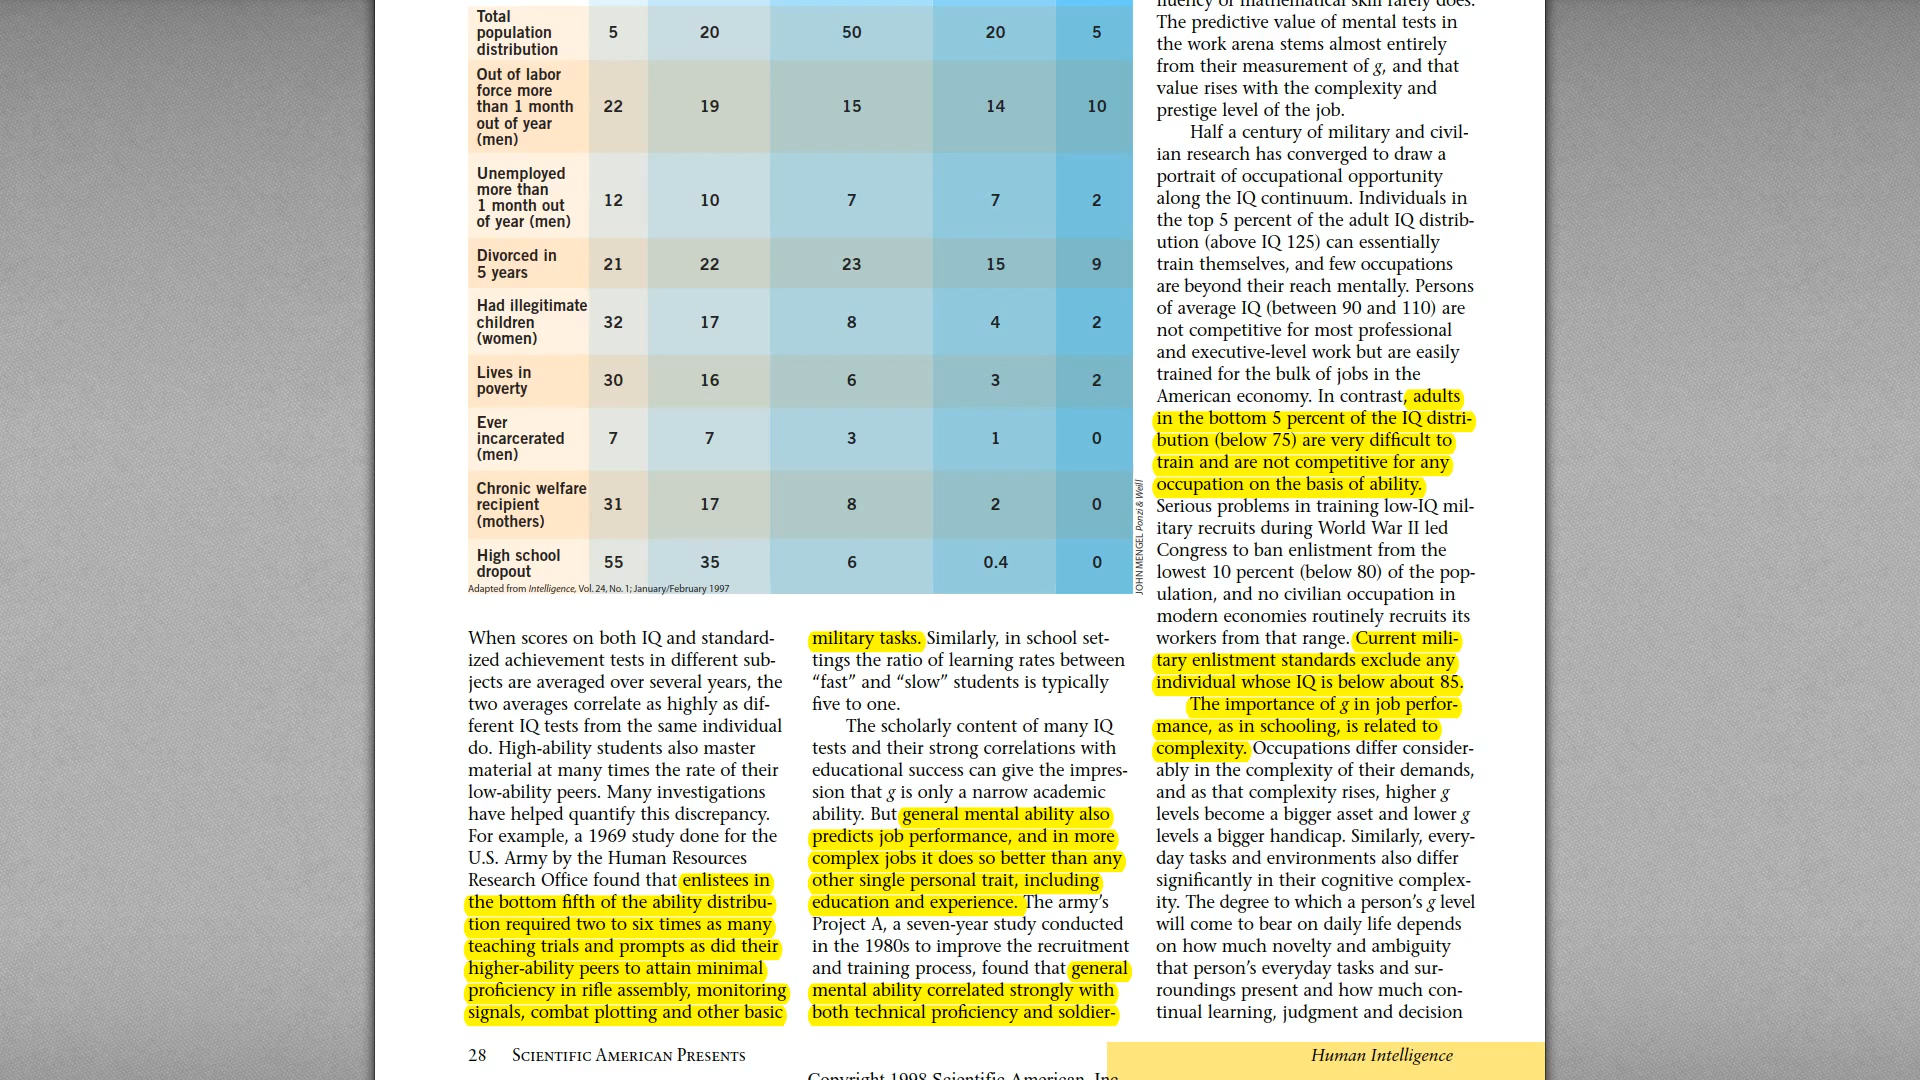 Total
population
distribution
5 20 50 20 5
Out of labor
force more
than 1 month
out of year
(men)
22 19 15 14 10
Unemployed
more than
1 month out
of year (men)
12 10 7 7 2
Divorced in
5 years
21 22 23 15 9
Had illegitimate
children
(women)
32 17 8 4 2
Lives in
poverty
30 16 6 3 2
Ever
incarcerated
(men)
7 7 3 1 0
Chronic welfare
recipient
(mothers)
31 17 8 2 0
High school
dropout
55 35 6 0.4 0
Adapted from Intelligence, Vol. 24, No. 1; January/February 1997
JOHN MENGEL Ponzi & Weill
When scores on both IQ and standard-
ized achievement tests in different sub-
jects are averaged over several years, the
two averages correlate as highly as dif-
ferent IQ tests from the same individual
do. High-ability students also master
material at many times the rate of their
low-ability peers. Many investigations
have helped quantify this discrepancy.
For example, a 1969 study done for the
U.S. Army by the Human Resources
Research Office found that enlistees in
the bottom fifth of the ability distribu-
tion required two to six times as many
teaching trials and prompts as did their
higher-ability peers to attain minimal
proficiency in rifle assembly, monitoring
signals, combat plotting and other basic
military tasks. Similarly, in school set-
tings the ratio of learning rates between
“fast” and “slow” students is typically
five to one.
The scholarly content of many IQ
tests and their strong correlations with
educational success can give the impres-
sion that g is only a narrow academic
ability. But general mental ability also
predicts job performance, and in more
complex jobs it does so better than any
other single personal trait, including
education and experience. The army’s
Project A, a seven-year study conducted
in the 1980s to improve the recruitment
and training process, found that general
mental ability correlated strongly with
both technical proficiency and soldier-
fluency or mathematical skill rarely does.
The predictive value of mental tests in
the work arena stems almost entirely
from their measurement of g, and that
value rises with the complexity and
prestige level of the job.
Half a century of military and civil-
ian research has converged to draw a
portrait of occupational opportunity
along the IQ continuum. Individuals in
the top 5 percent of the adult IQ distrib-
ution (above IQ 125) can essentially
train themselves, and few occupations
are beyond their reach mentally. Persons
of average IQ (between 90 and 110) are
not competitive for most professional
and executive-level work but are easily
trained for the bulk of jobs in the
American economy. In contrast, adults
in the bottom 5 percent of the IQ distri-
bution (below 75) are very difficult to
train and are not competitive for any
occupation on the basis of ability.
Serious problems in training low-IQ mil-
itary recruits during World War II led
Congress to ban enlistment from the
lowest 10 percent (below 80) of the pop-
ulation, and no civilian occupation in
modern economies routinely recruits its
workers from that range. Current mili-
tary enlistment standards exclude any
individual whose IQ is below about 85.
The importance of g in job perfor-
mance, as in schooling, is related to
complexity. Occupations differ consider-
ably in the complexity of their demands,
and as that complexity rises, higher g
levels become a bigger asset and lower g
levels a bigger handicap. Similarly, every-
day tasks and environments also differ
significantly in their cognitive complex-
ity. The degree to which a person’s g level
will come to bear on daily life depends
on how much novelty and ambiguity
that person’s everyday tasks and sur-
roundings present and how much con-
tinual learning, judgment and decision
28 Scientific American Presents
Human Intelligence
Copyright 1998 Scientific American, Inc.